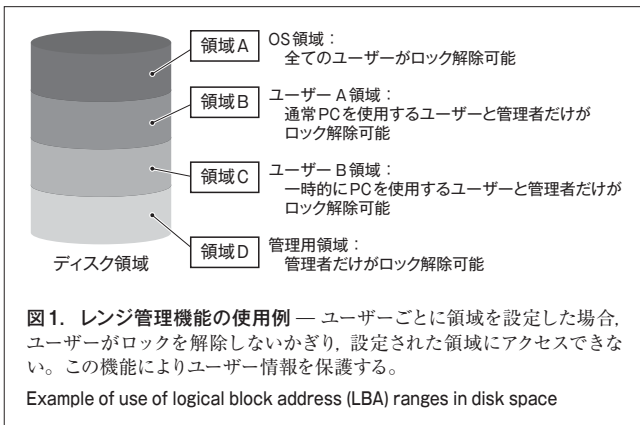 領域A
OS領域：
全てのユーザーがロック解除可能
領域B
ユーザーA領域：
通常PCを使用するユーザーと管理者だけが
ロック解除可能
領域C
ユーザーB領域：
一時的にPCを使用するユーザーと管理者だけが
ロック解除可能
領域D
管理用領域：
管理者だけがロック解除可能
ディスク領域
図1．レンジ管理機能の使用例 ― ユーザーごとに領域を設定した場合，
ユーザーがロックを解除しないかぎり，設定された領域にアクセスできな
い。この機能によりユーザー情報を保護する。
Example of use of logical block address (LBA) ranges in disk space